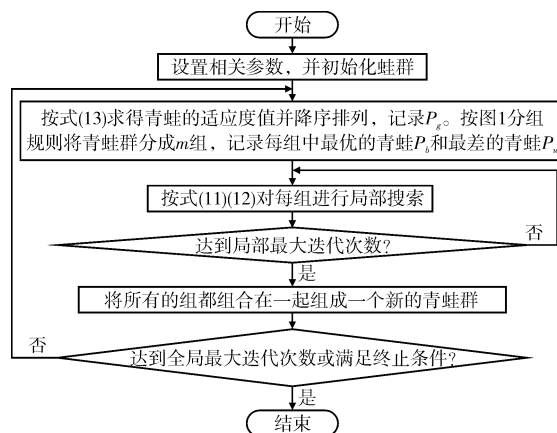 开始
设置相关参数，并初始化蛙群
按式(13)求得青蛙的适应度值并降序排列，记录Pg。按图1分组
规则将青蛙群分成m组，记录每组中最优的青蛙Pb和最差的青蛙Pw
按式(11)(12)对每组进行局部搜索
达到局部最大迭代次数？
否
是
将所有的组都组合在一起组成一个新的青蛙群
否
达到全局最大迭代次数或满足终止条件？
是
结束